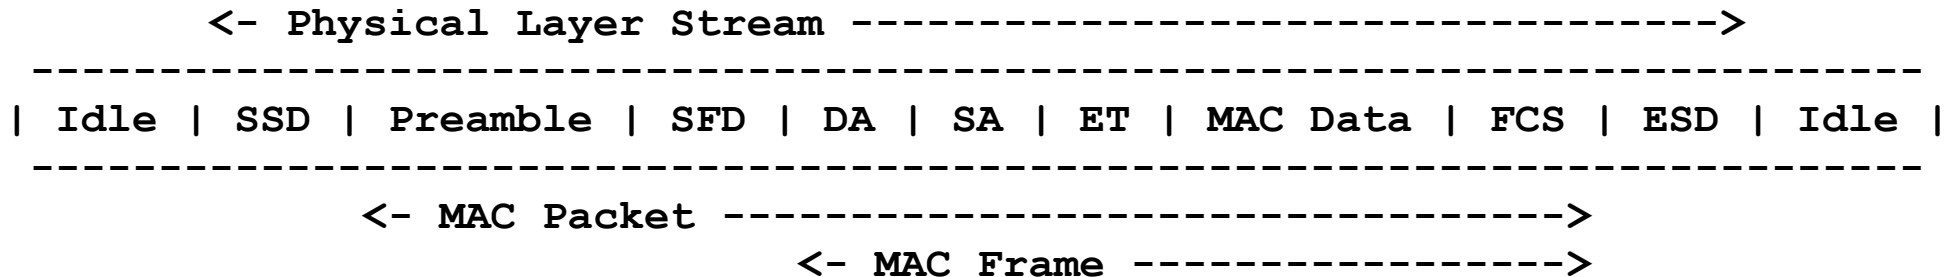 <- Physical Layer Stream ---------------------------------->
--------------------------------------------------------------------------
| Idle | SSD | Preamble | SFD | DA | SA | ET | MAC Data | FCS | ESD | Idle |
--------------------------------------------------------------------------
<- MAC Packet --------------------------------->
<- MAC Frame ----------------->